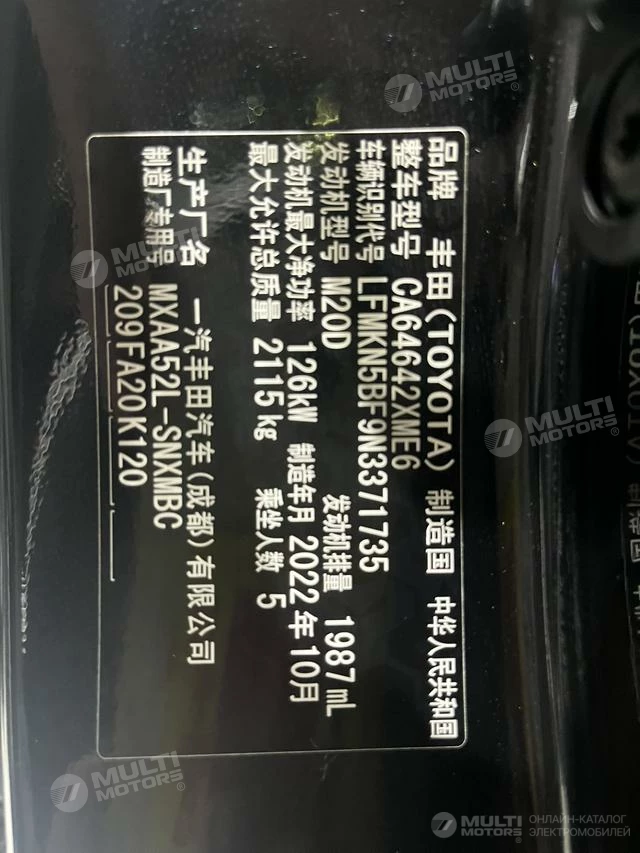 品牌 丰田(TOYOTA) 制造国 中华人民共和国
整车型号 CA64642XME6
车辆识别代号 LFMKN5BF9N3371735
发动机型号 M20D 发动机排量 1987mL
发动机最大净功率 126kW 制造年月 2022年10月
最大允许总质量 2115kg 乘坐人数 5
生产厂名 一汽丰田汽车(成都)有限公司
制造厂专用号 MXAA52L-SNXMBC
209FA20K120
MULTI
MOTORS®
MULTI
MOTORS®
MULTI
MOTORS®
MULTI
MOTORS®
MULTI
MOTORS®
MULTI MOTORS® ОНЛАЙН-КАТАЛОГ ЭЛЕКТРОМОБИЛЕЙ